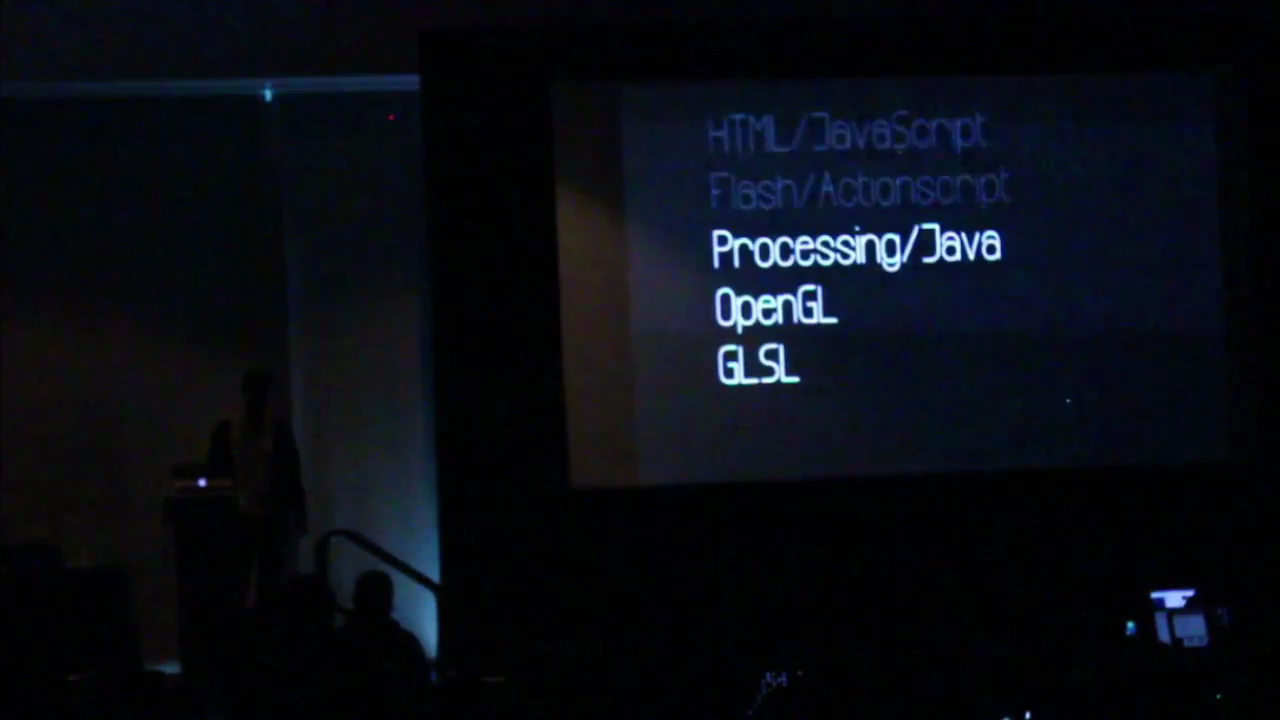 HTML/JavaScript
Flash/Actionscript
Processing/Java
OpenGL
GLSL